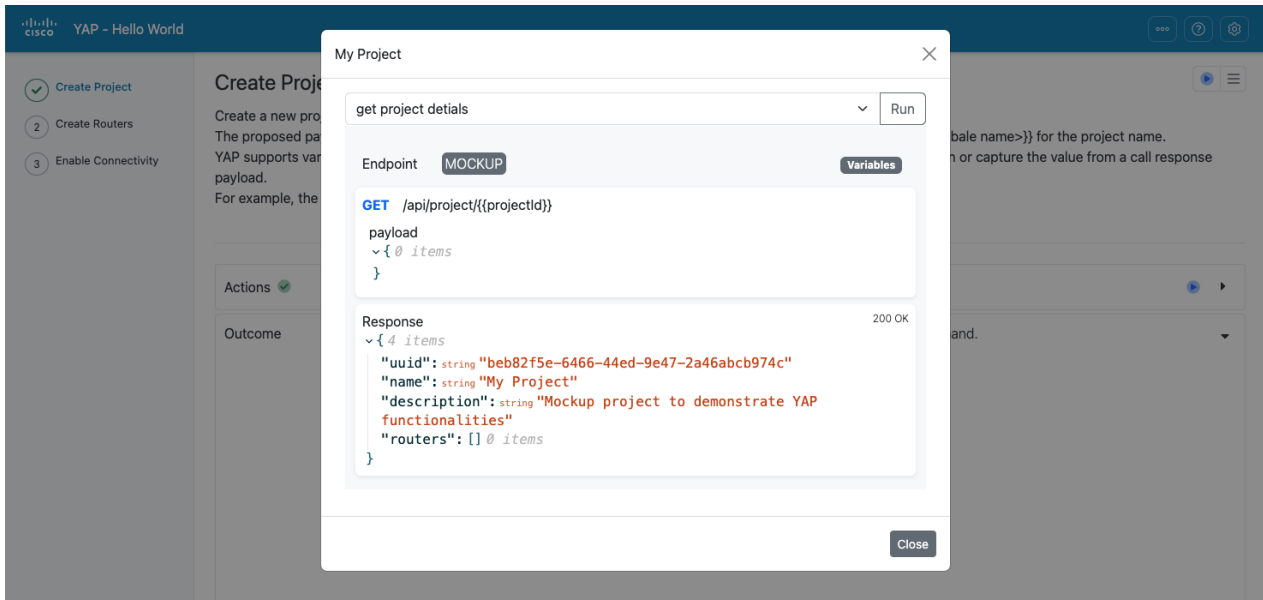 cisco YAP - Hello World
Create Project
2 Create Routers
3 Enable Connectivity
Create Proje
Create a new pro
The proposed pa
bale name>}} for the project name.
YAP supports var
n or capture the value from a call response
payload.
For example, the
Actions
Outcome
and.
My Project
get project detials
Run
Endpoint MOCKUP Variables
GET /api/project/{{projectId}}
payload
{ 0 items
}
Response 200 OK
{ 4 items
"uuid": string "beb82f5e-6466-44ed-9e47-2a46abcb974c"
"name": string "My Project"
"description": string "Mockup project to demonstrate YAP
functionalities"
"routers": [] 0 items
}
Close